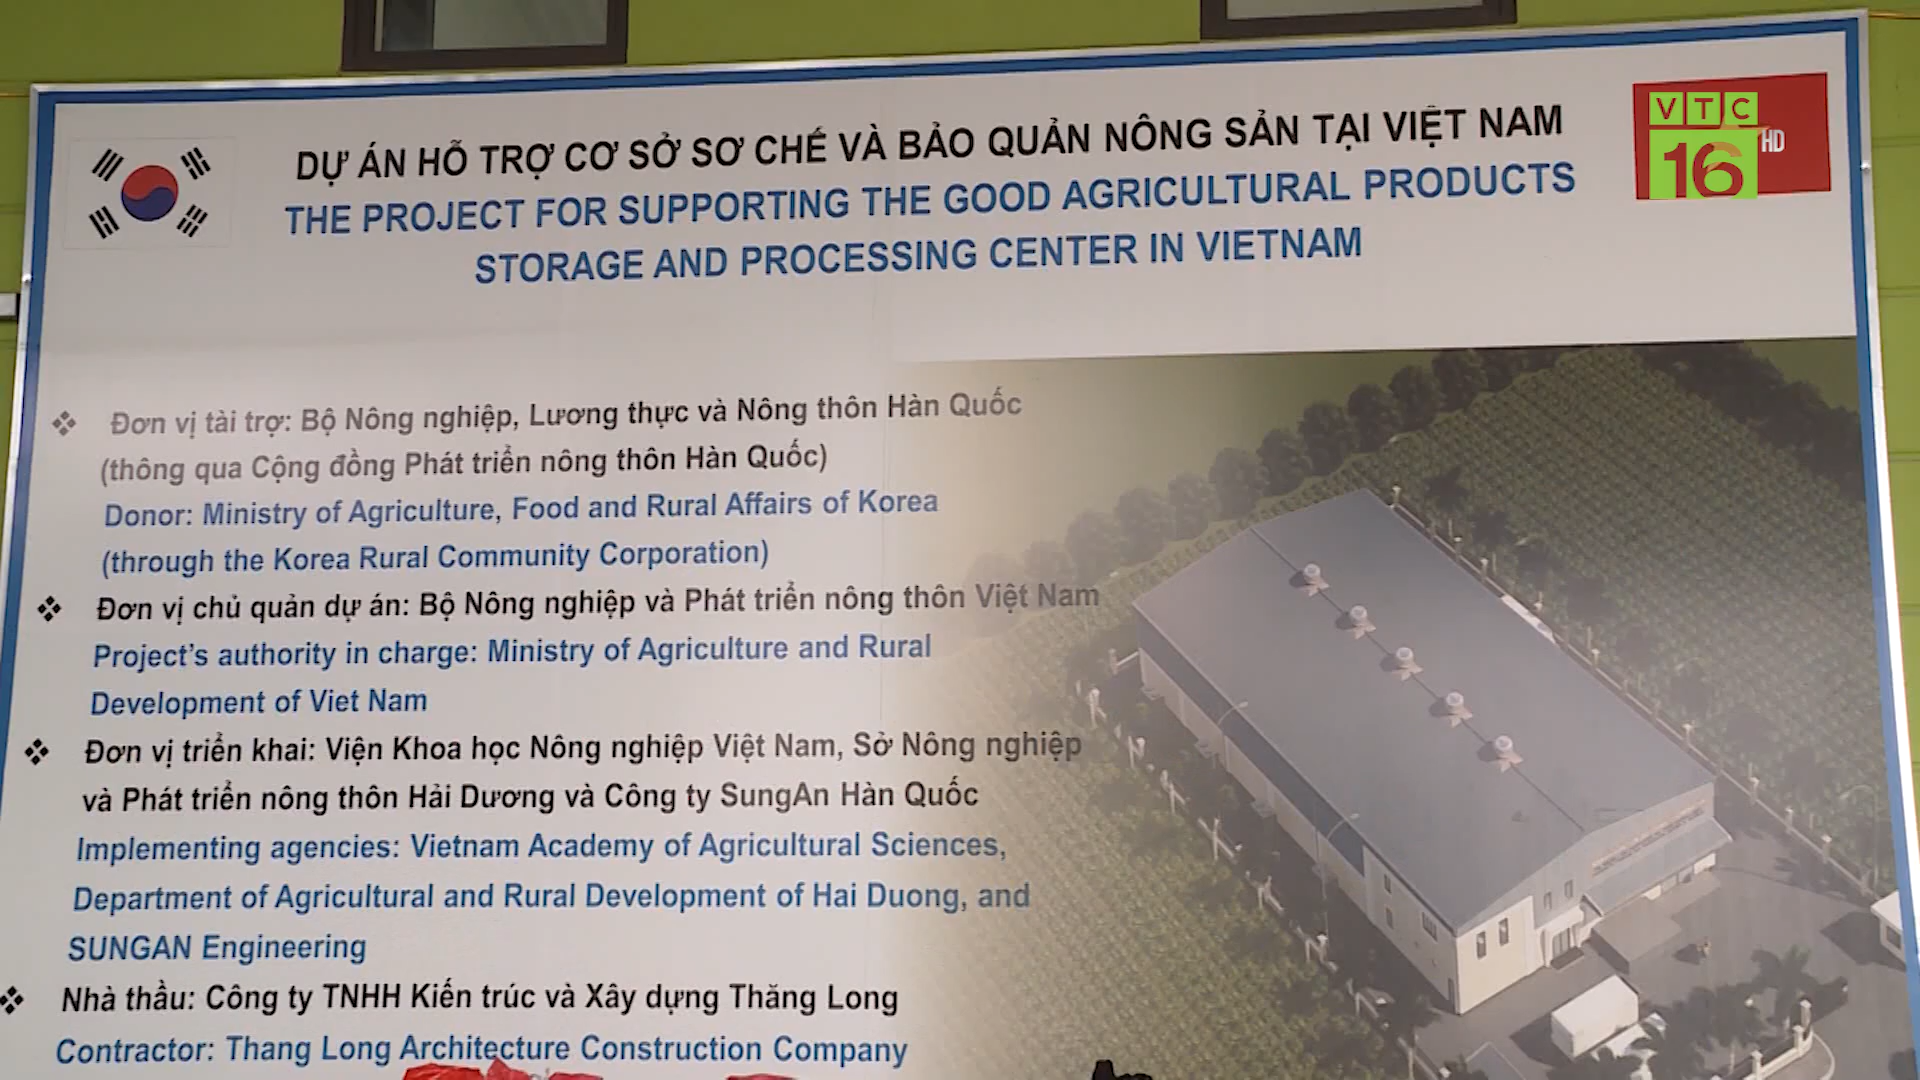 DỰ ÁN HỖ TRỢ CƠ SỞ SƠ CHẾ VÀ BẢO QUẢN NÔNG SẢN TẠI VIỆT NAM
THE PROJECT FOR SUPPORTING THE GOOD AGRICULTURAL PRODUCTS
STORAGE AND PROCESSING CENTER IN VIETNAM
VTC
16 HD
❖ Đơn vị tài trợ: Bộ Nông nghiệp, Lương thực và Nông thôn Hàn Quốc
(thông qua Cộng đồng Phát triển nông thôn Hàn Quốc)
Donor: Ministry of Agriculture, Food and Rural Affairs of Korea
(through the Korea Rural Community Corporation)
❖ Đơn vị chủ quản dự án: Bộ Nông nghiệp và Phát triển nông thôn Việt Nam
Project’s authority in charge: Ministry of Agriculture and Rural
Development of Viet Nam
❖ Đơn vị triển khai: Viện Khoa học Nông nghiệp Việt Nam, Sở Nông nghiệp
và Phát triển nông thôn Hải Dương và Công ty SungAn Hàn Quốc
Implementing agencies: Vietnam Academy of Agricultural Sciences,
Department of Agricultural and Rural Development of Hai Duong, and
SUNGAN Engineering
❖ Nhà thầu: Công ty TNHH Kiến trúc và Xây dựng Thăng Long
Contractor: Thang Long Architecture Construction Company